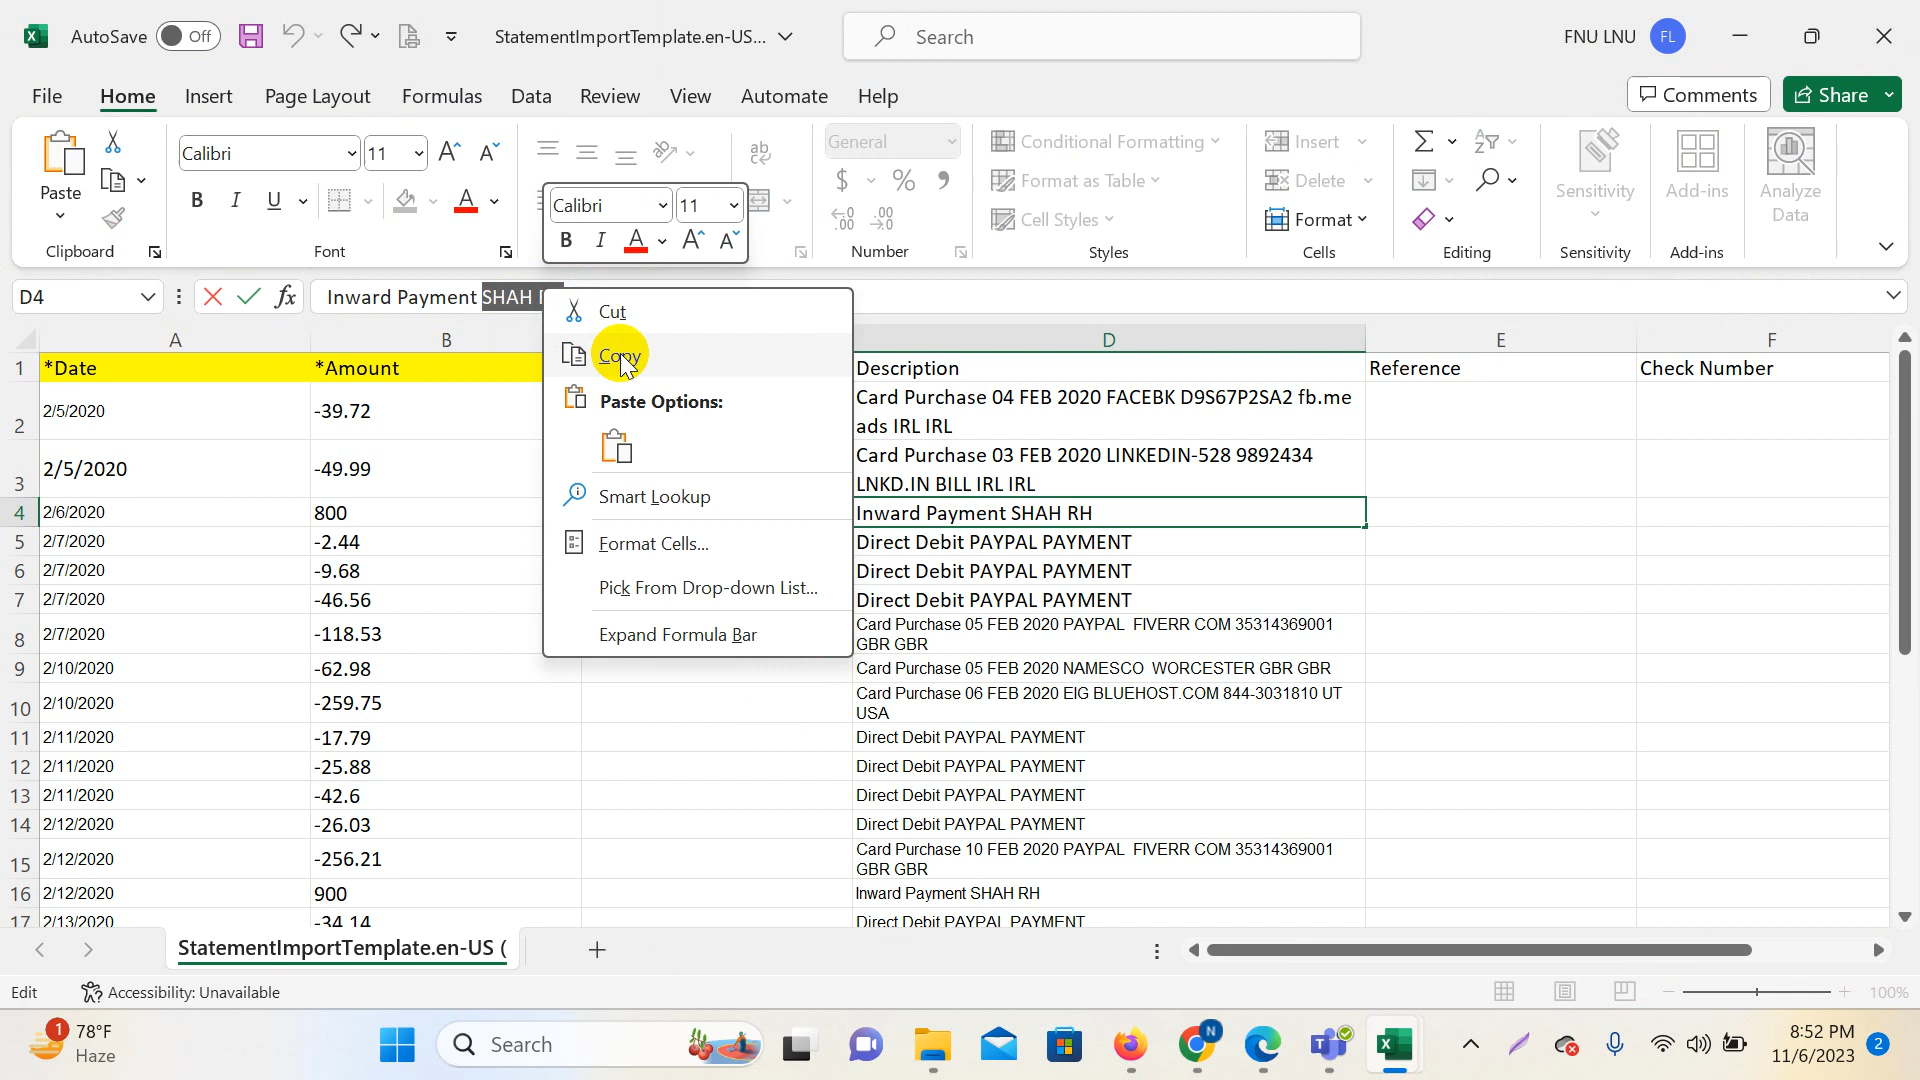 AutoSave Off StatementImportTemplate.en-US... Search FNU LNU FL
File Home Insert Page Layout Formulas Data Review View Automate Help Comments Share
Paste Calibri 11 General Conditional Formatting Insert Sensitivity Add-ins Analyze Data
B I U $ % Format as Table Delete
Cell Styles Format
Clipboard Font Number Styles Cells Editing Sensitivity Add-ins
Calibri 11
B I A A A
D4 fx Inward Payment SHAH
Cut
Copy
Paste Options:
Smart Lookup
Format Cells...
Pick From Drop-down List...
Expand Formula Bar
A B D E F
1 *Date *Amount Description Reference Check Number
2 2/5/2020 -39.72 Card Purchase 04 FEB 2020 FACEBK D9S67P2SA2 fb.me
ads IRL IRL
3 2/5/2020 -49.99 Card Purchase 03 FEB 2020 LINKEDIN-528 9892434
LNKD.IN BILL IRL IRL
4 2/6/2020 800 Inward Payment SHAH RH
5 2/7/2020 -2.44 Direct Debit PAYPAL PAYMENT
6 2/7/2020 -9.68 Direct Debit PAYPAL PAYMENT
7 2/7/2020 -46.56 Direct Debit PAYPAL PAYMENT
8 2/7/2020 -118.53 Card Purchase 05 FEB 2020 PAYPAL FIVERR COM 35314369001
GBR GBR
9 2/10/2020 -62.98 Card Purchase 05 FEB 2020 NAMESCO WORCESTER GBR GBR
10 2/10/2020 -259.75 Card Purchase 06 FEB 2020 EIG BLUEHOST.COM 844-3031810 UT
USA
11 2/11/2020 -17.79 Direct Debit PAYPAL PAYMENT
12 2/11/2020 -25.88 Direct Debit PAYPAL PAYMENT
13 2/11/2020 -42.6 Direct Debit PAYPAL PAYMENT
14 2/12/2020 -26.03 Direct Debit PAYPAL PAYMENT
15 2/12/2020 -256.21 Card Purchase 10 FEB 2020 PAYPAL FIVERR COM 35314369001
GBR GBR
16 2/12/2020 900 Inward Payment SHAH RH
17 2/13/2020 -34.14 Direct Debit PAYPAL PAYMENT
StatementImportTemplate.en-US (
Edit Accessibility: Unavailable 100%
1 78°F
Haze
Search
N
8:52 PM
11/6/2023
2